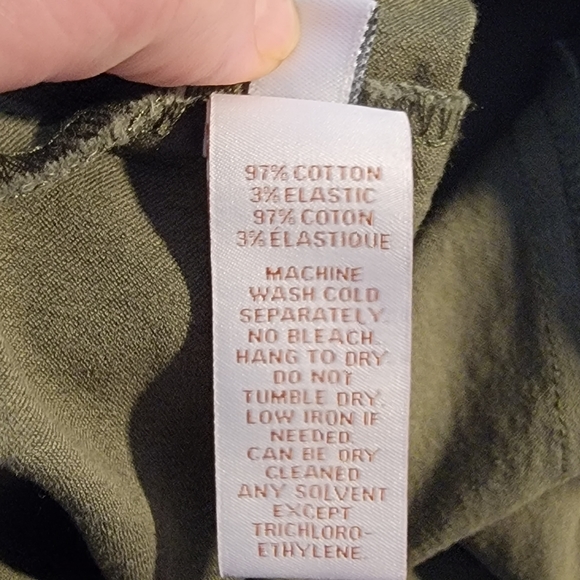 97% COTTON
3% ELASTIC
97% COTON
3% ÉLASTIQUE
MACHINE
WASH COLD
SEPARATELY.
NO BLEACH.
HANG TO DRY
DO NOT
TUMBLE DRY.
LOW IRON IF
NEEDED.
CAN BE DRY
CLEANED
ANY SOLVENT
EXCEPT
TRICHLORO-
ETHYLENE.